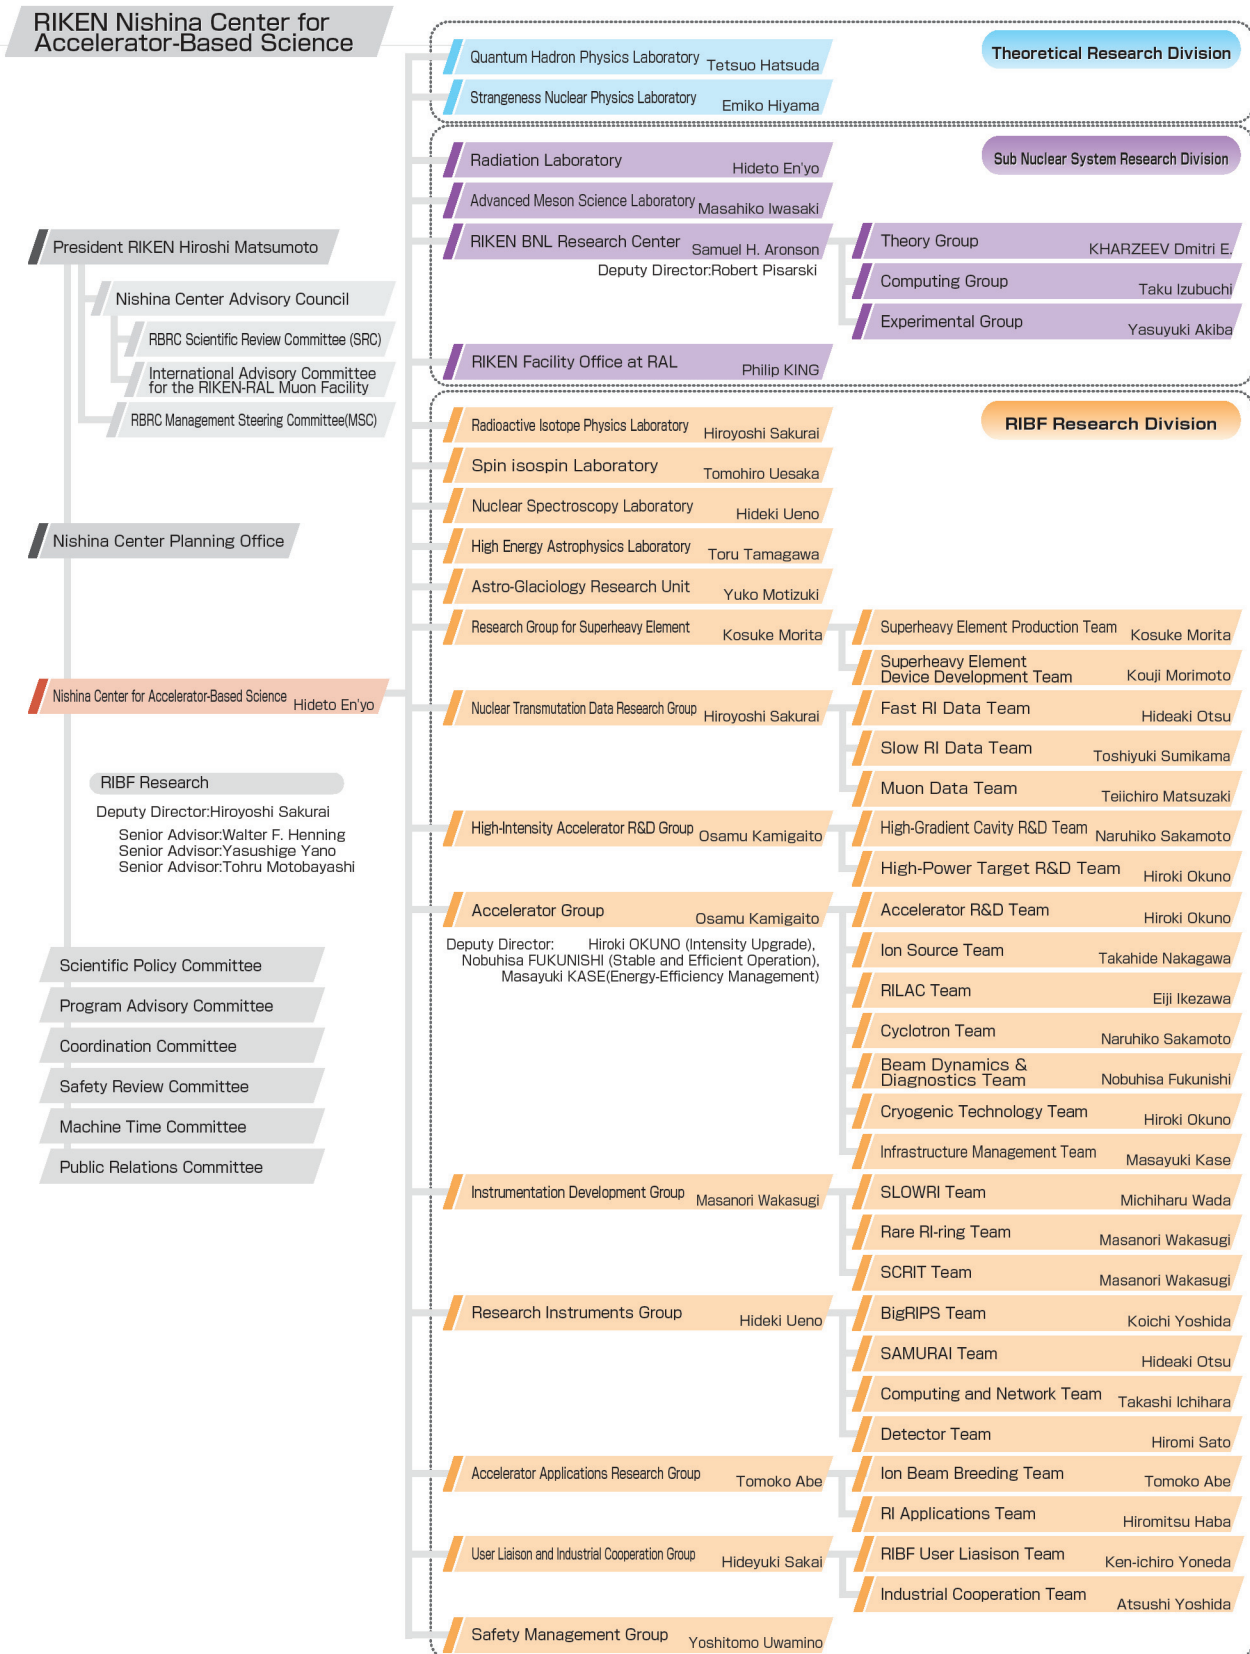 RIKEN Nishina Center for
Accelerator-Based Science
President RIKEN Hiroshi Matsumoto
Nishina Center Advisory Council
RBRC Scientific Review Committee (SRC)
International Advisory Committee
for the RIKEN-RAL Muon Facility
RBRC Management Steering Committee(MSC)
Nishina Center Planning Office
Nishina Center for Accelerator-Based Science Hideto En'yo
RIBF Research
Deputy Director:Hiroyoshi Sakurai
Senior Advisor:Walter F. Henning
Senior Advisor:Yasushige Yano
Senior Advisor:Tohru Motobayashi
Scientific Policy Committee
Program Advisory Committee
Coordination Committee
Safety Review Committee
Machine Time Committee
Public Relations Committee
Theoretical Research Division
Quantum Hadron Physics Laboratory Tetsuo Hatsuda
Strangeness Nuclear Physics Laboratory Emiko Hiyama
Sub Nuclear System Research Division
Radiation Laboratory Hideto En'yo
Advanced Meson Science Laboratory Masahiko Iwasaki
RIKEN BNL Research Center Samuel H. Aronson
Deputy Director:Robert Pisarski
Theory Group KHARZEEV Dmitri E.
Computing Group Taku Izubuchi
Experimental Group Yasuyuki Akiba
RIKEN Facility Office at RAL Philip KING
RIBF Research Division
Radioactive Isotope Physics Laboratory Hiroyoshi Sakurai
Spin isospin Laboratory Tomohiro Uesaka
Nuclear Spectroscopy Laboratory Hideki Ueno
High Energy Astrophysics Laboratory Toru Tamagawa
Astro-Glaciology Research Unit Yuko Motizuki
Research Group for Superheavy Element Kosuke Morita
Superheavy Element Production Team Kosuke Morita
Superheavy Element
Device Development Team Kouji Morimoto
Nuclear Transmutation Data Research Group Hiroyoshi Sakurai
Fast RI Data Team Hideaki Otsu
Slow RI Data Team Toshiyuki Sumikama
Muon Data Team Teiichiro Matsuzaki
High-Intensity Accelerator R&D Group Osamu Kamigaito
High-Gradient Cavity R&D Team Naruhiko Sakamoto
High-Power Target R&D Team Hiroki Okuno
Accelerator Group Osamu Kamigaito
Deputy Director: Hiroki OKUNO (Intensity Upgrade),
Nobuhisa FUKUNISHI (Stable and Efficient Operation),
Masayuki KASE(Energy-Efficiency Management)
Accelerator R&D Team Hiroki Okuno
Ion Source Team Takahide Nakagawa
RILAC Team Eiji Ikezawa
Cyclotron Team Naruhiko Sakamoto
Beam Dynamics &
Diagnostics Team Nobuhisa Fukunishi
Cryogenic Technology Team Hiroki Okuno
Infrastructure Management Team Masayuki Kase
Instrumentation Development Group Masanori Wakasugi
SLOWRI Team Michiharu Wada
Rare RI-ring Team Masanori Wakasugi
SCRIT Team Masanori Wakasugi
Research Instruments Group Hideki Ueno
BigRIPS Team Koichi Yoshida
SAMURAI Team Hideaki Otsu
Computing and Network Team Takashi Ichihara
Detector Team Hiromi Sato
Accelerator Applications Research Group Tomoko Abe
Ion Beam Breeding Team Tomoko Abe
RI Applications Team Hiromitsu Haba
User Liaison and Industrial Cooperation Group Hideyuki Sakai
RIBF User Liasison Team Ken-ichiro Yoneda
Industrial Cooperation Team Atsushi Yoshida
Safety Management Group Yoshitomo Uwamino